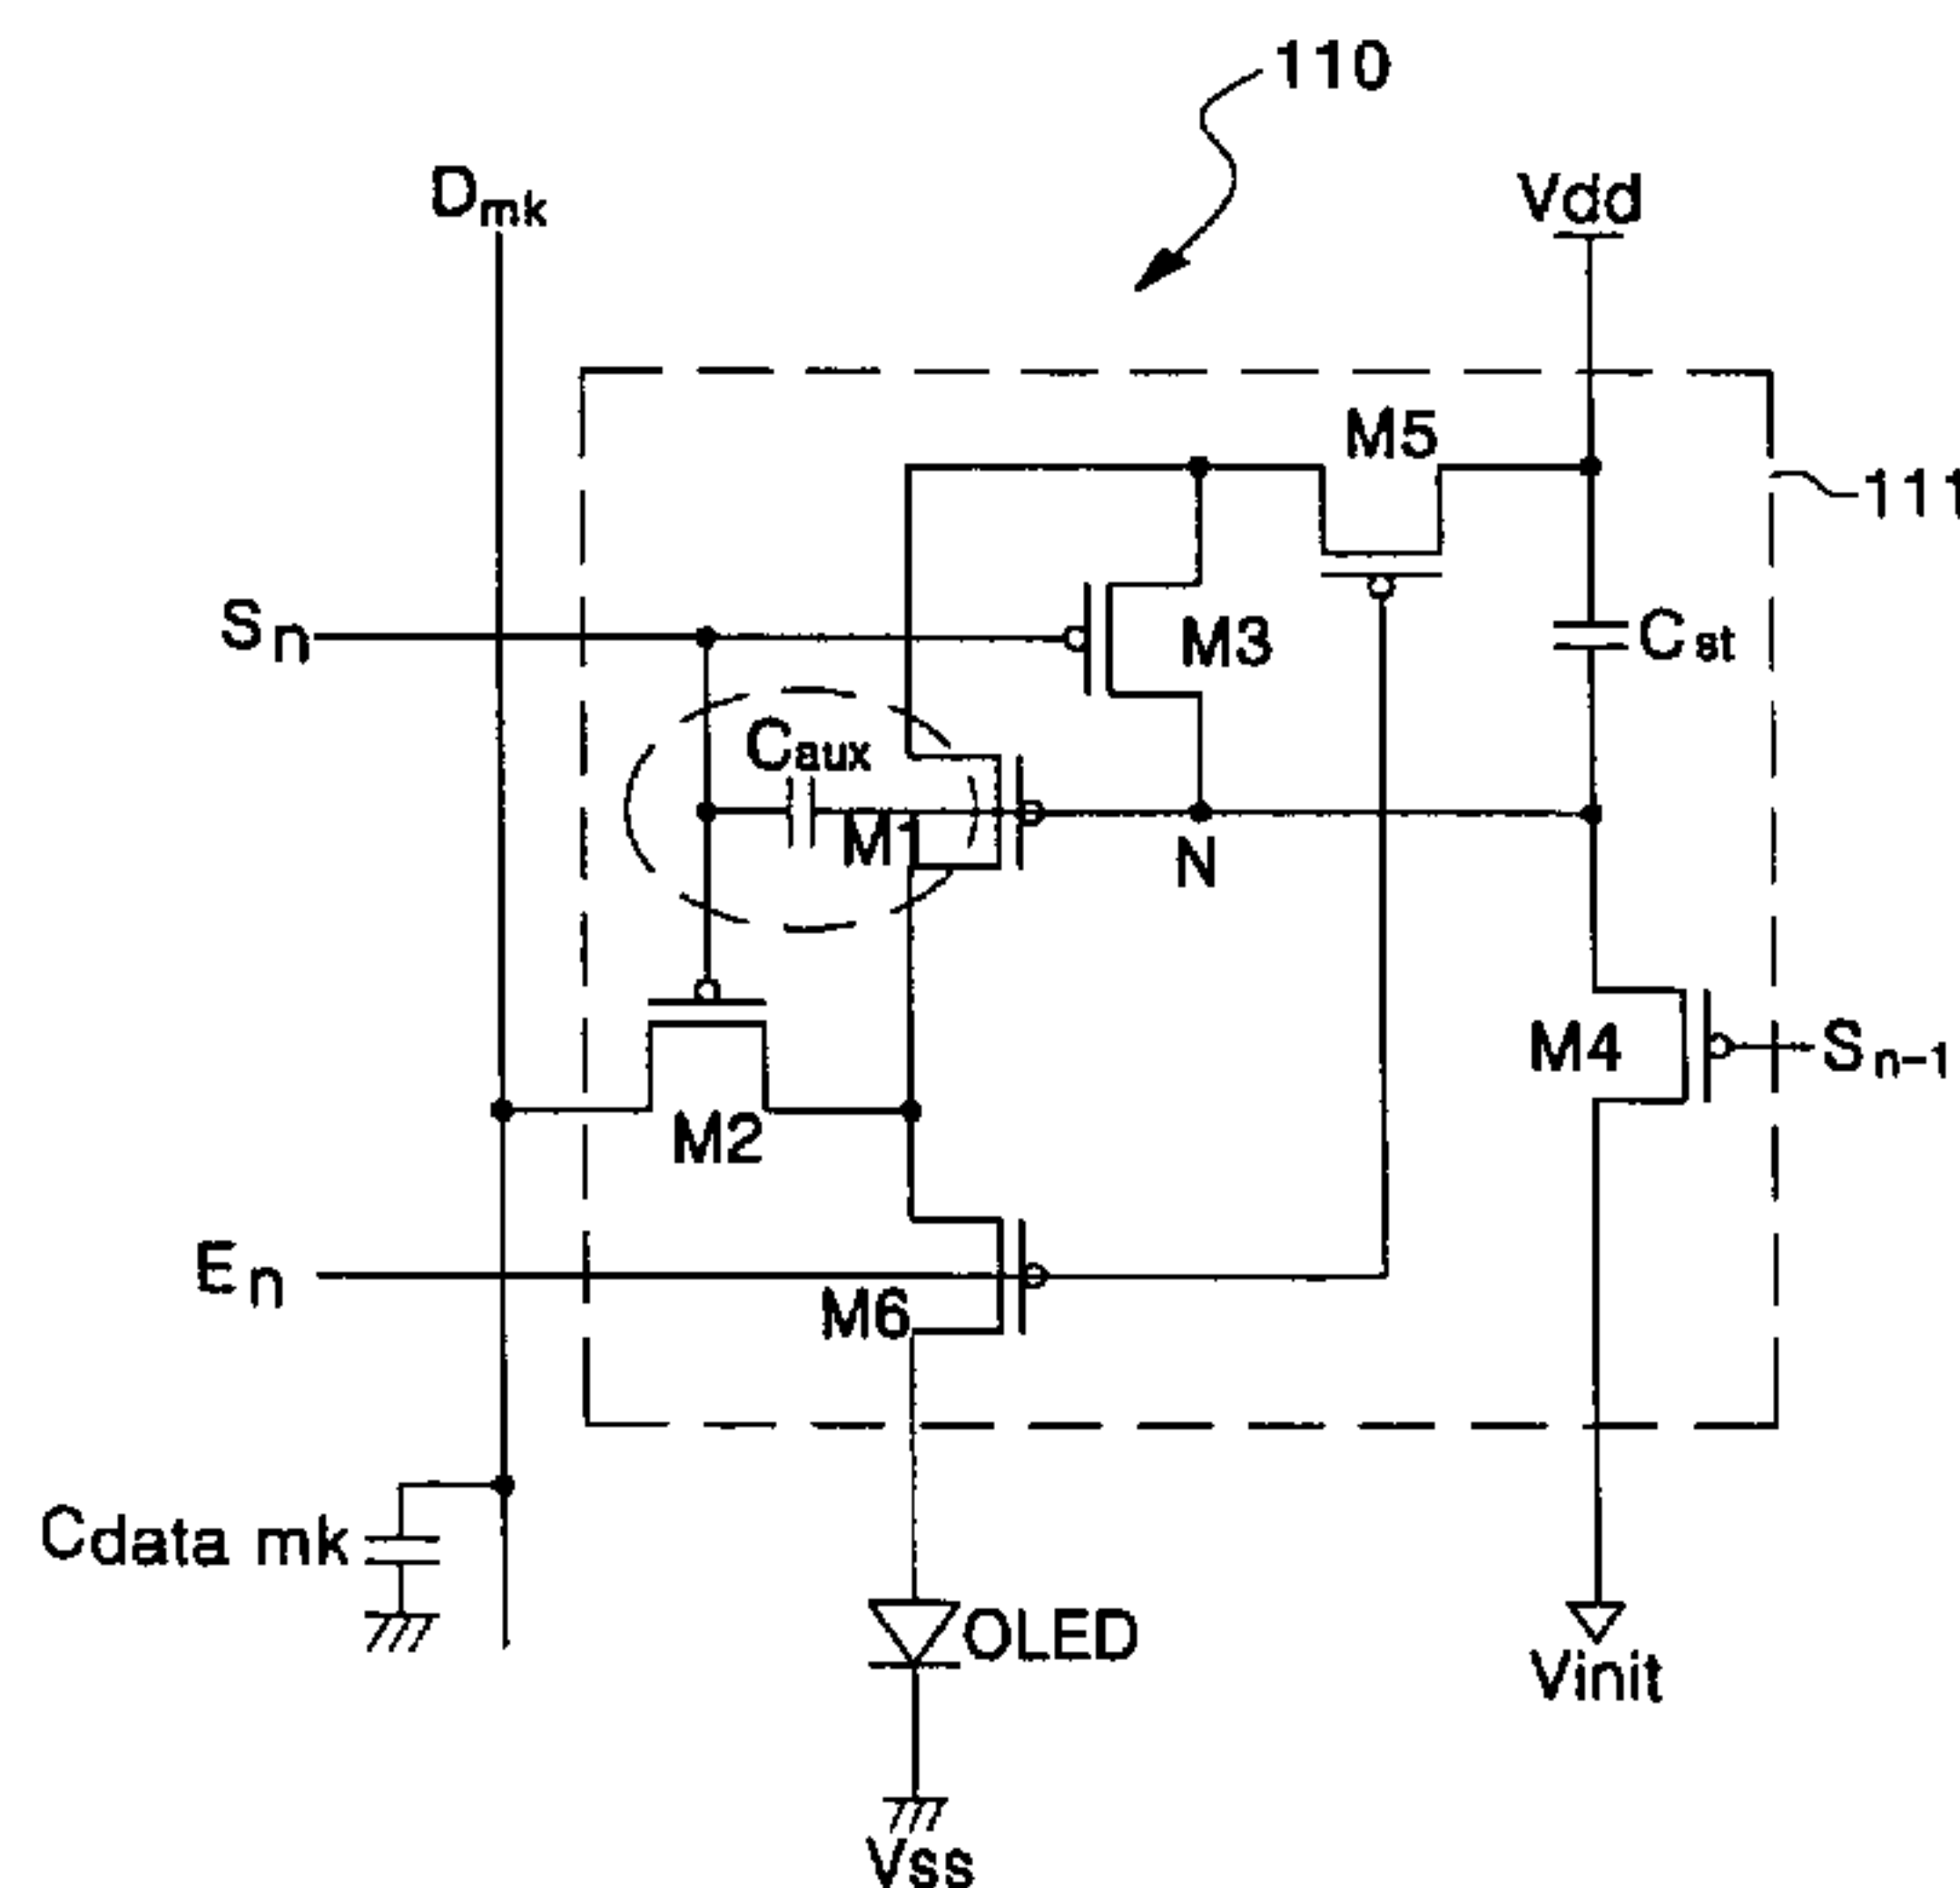 110
Dmk
Vdd
M5
111
Sn
M3
Cst
Caux
M1
N
M4
Sn-1
M2
En
M6
Cdata mk
OLED
Vinit
Vss